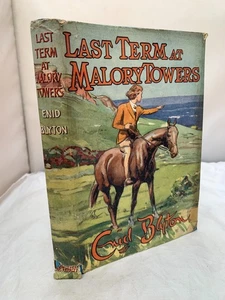 LAST
TERM
AT
MALORY
TOWERS
ENID
BLYTON
LAST TERM AT
MALORY TOWERS
Enid Blyton